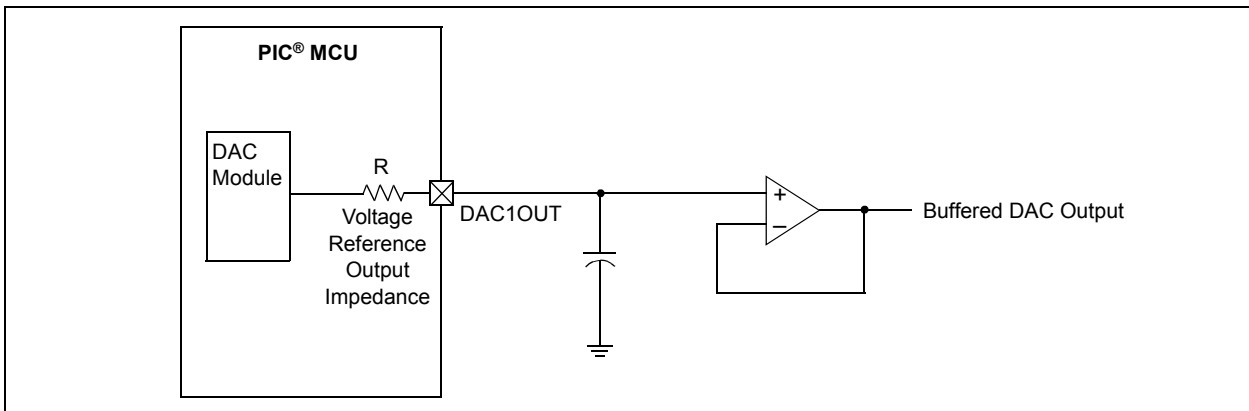 PIC® MCU
DAC
Module
R
Voltage
Reference
Output
Impedance
DAC1OUT
+
–
Buffered DAC Output